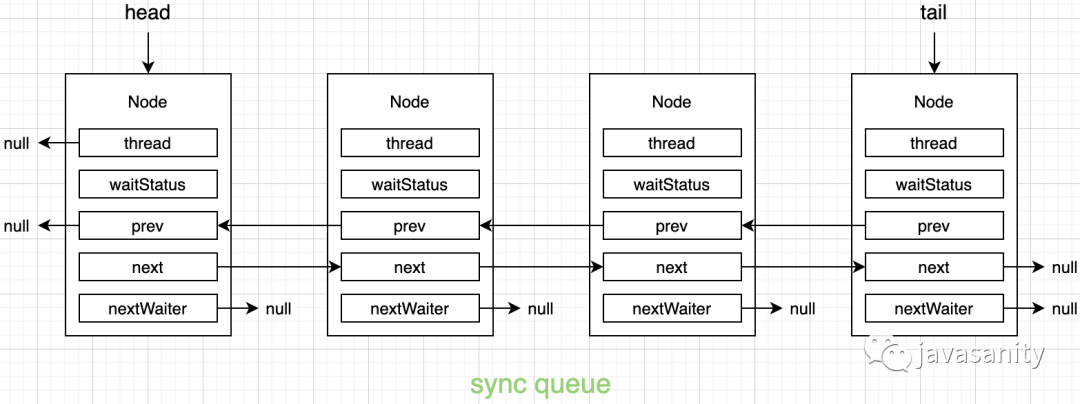 head tail
Node Node Node Node
null thread thread thread thread
waitStatus waitStatus waitStatus waitStatus
null prev prev prev prev
next next next next null
nextWaiter null nextWaiter null nextWaiter null nextWaiter null
javasanity
sync queue